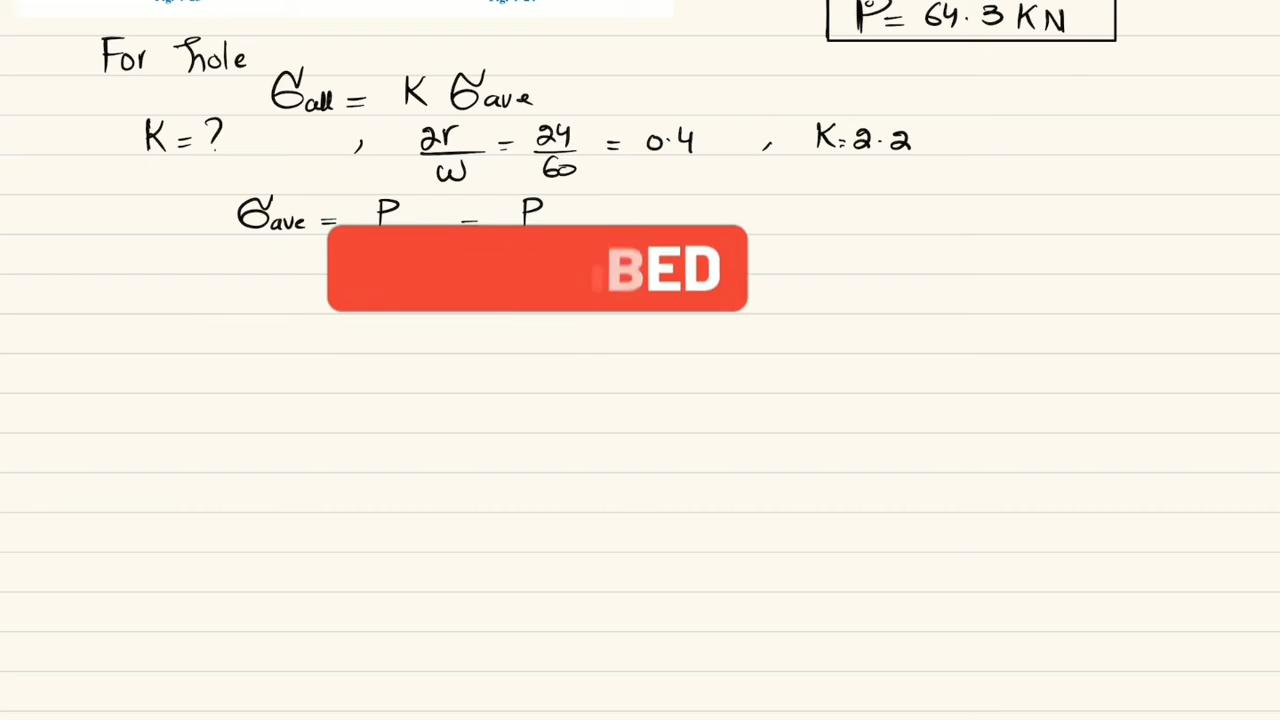 P = 64.3 KN
For hole
σall = K σave
K = ? , 2r/w = 24/60 = 0.4 , K = 2.2
σave = P = P
BED